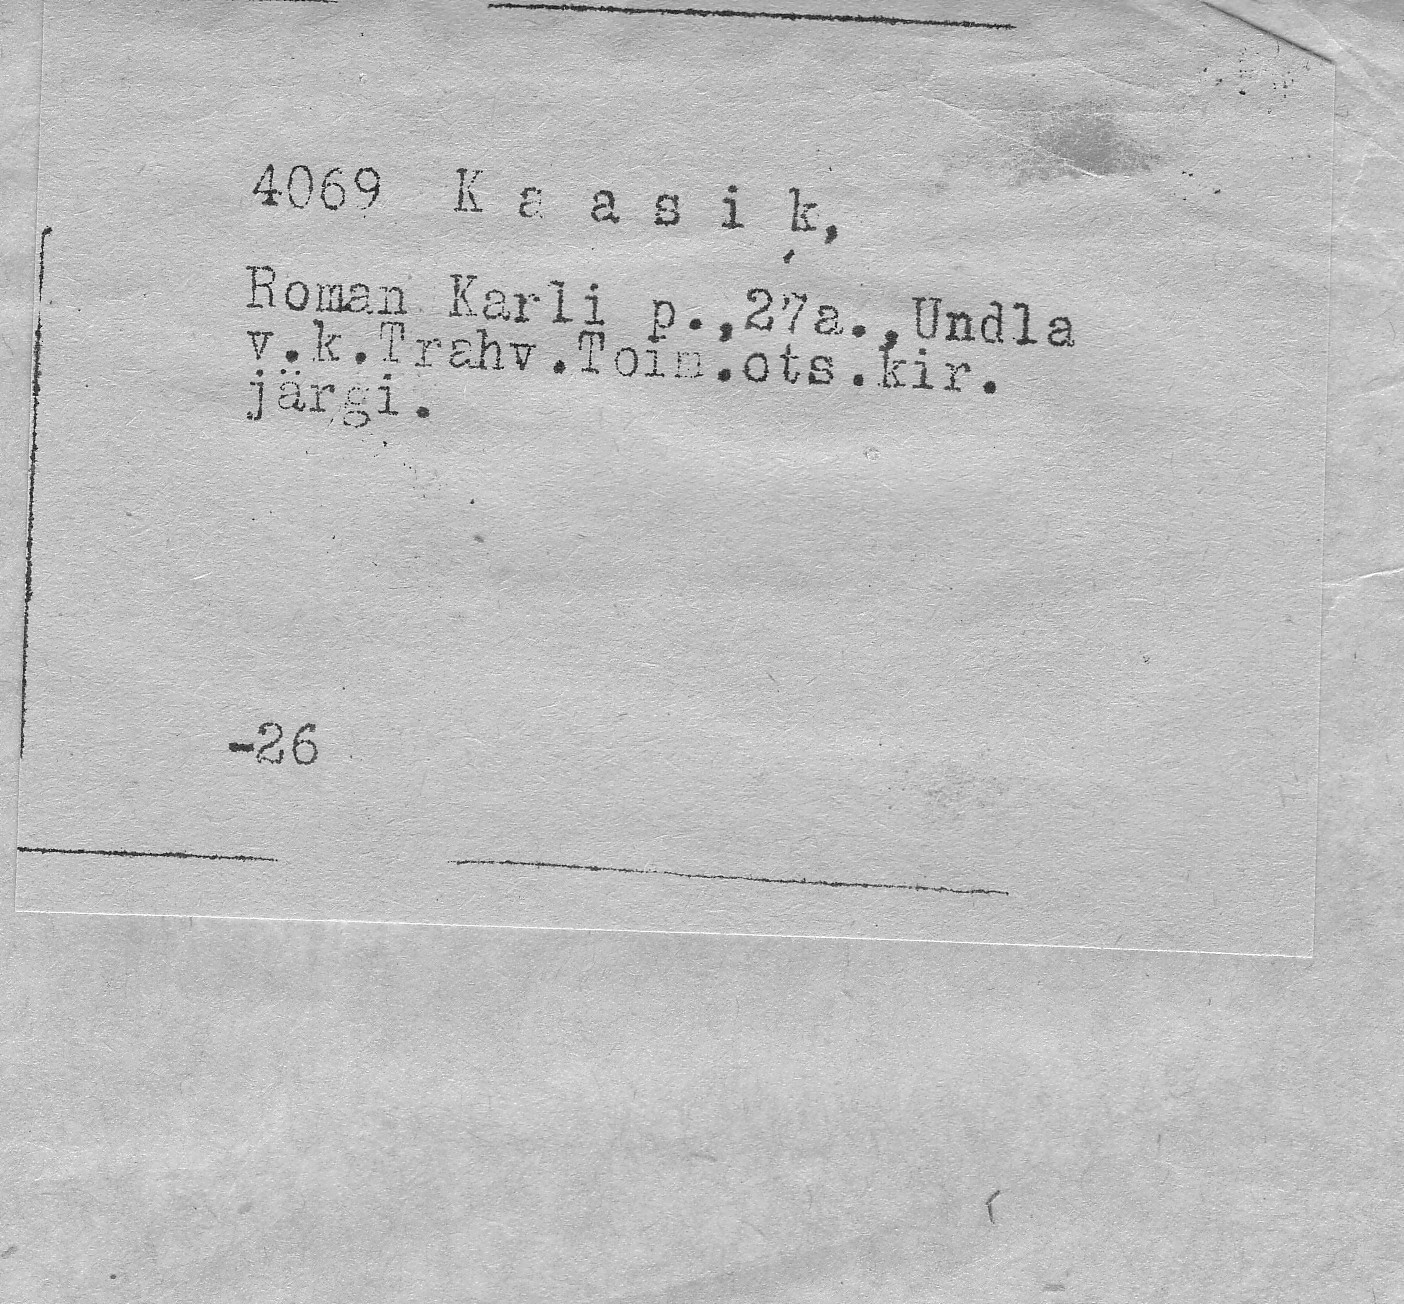 4069 K a a s i k,
Roman Karli p.,27a.,Undla
v.k.Trahv.Toim.ots.kir.
järgi.
-26